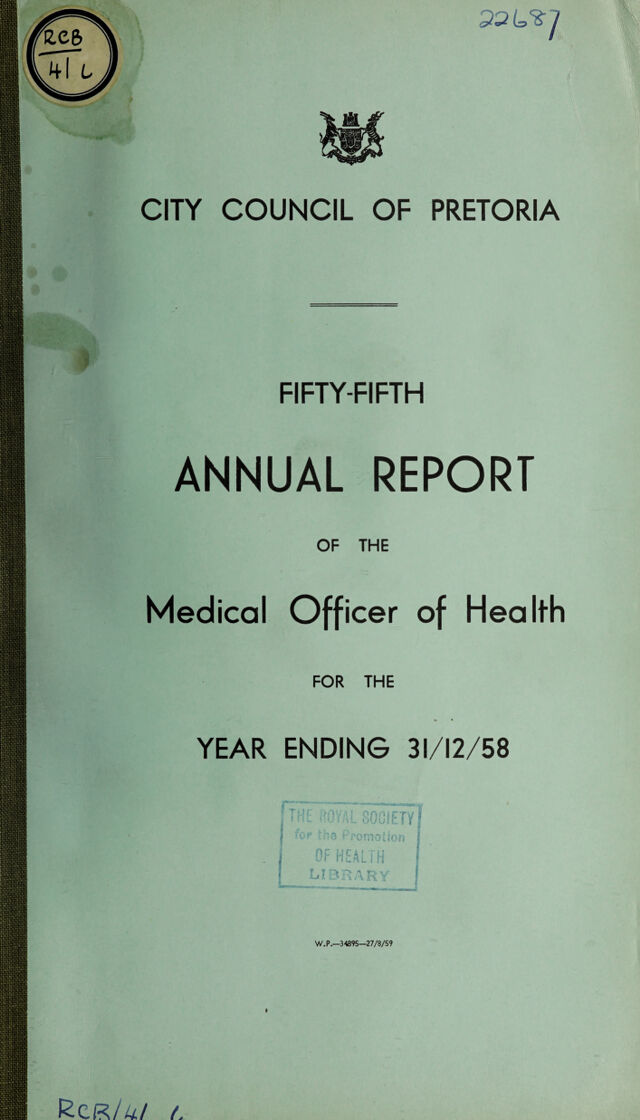 22687
RCB
41 L
CITY COUNCIL OF PRETORIA
FIFTY-FIFTH
ANNUAL REPORT
OF THE
Medical Officer of Health
FOR THE
YEAR ENDING 31/12/58
THE ROYAL SOCIETY
for the Promotion
OF HEALTH
LIBRARY
W.P.—34895—27/8/59
RCB/41